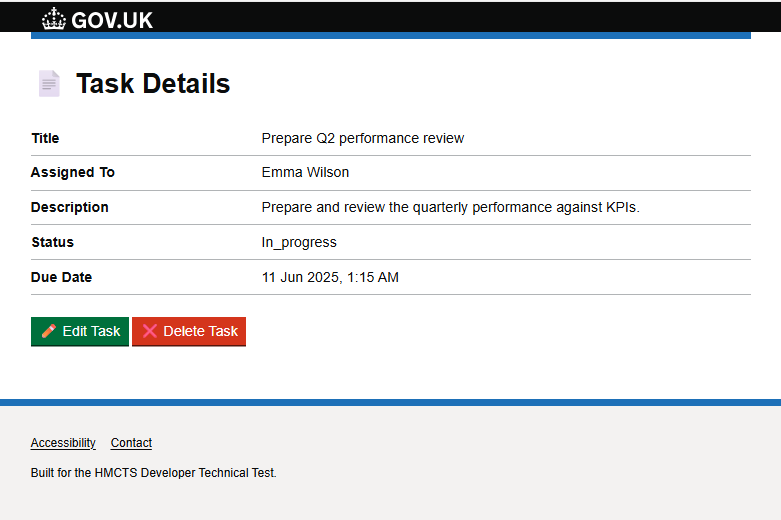 GOV.UK
Task Details
Title Prepare Q2 performance review
Assigned To Emma Wilson
Description Prepare and review the quarterly performance against KPIs.
Status In_progress
Due Date 11 Jun 2025, 1:15 AM
Edit Task Delete Task
Accessibility Contact
Built for the HMCTS Developer Technical Test.